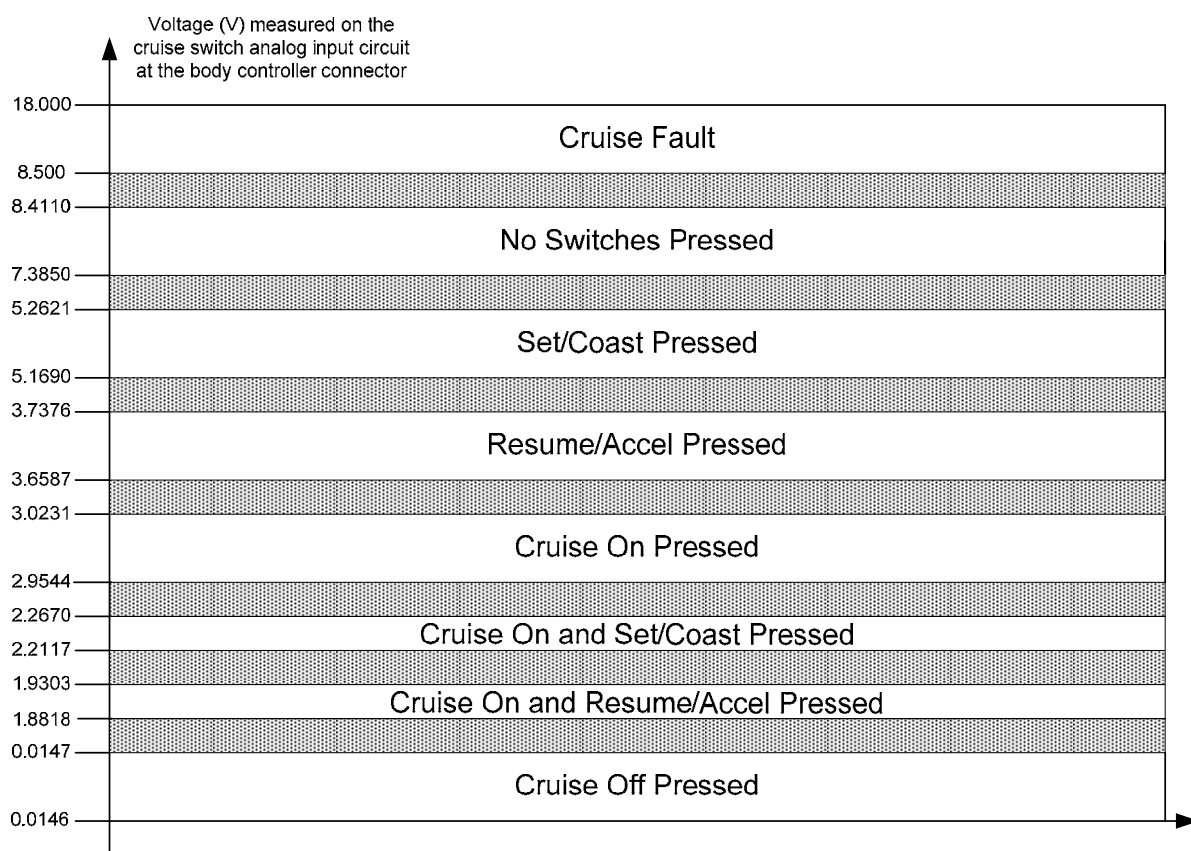 Voltage (V) measured on the
cruise switch analog input circuit
at the body controller connector
18.000
Cruise Fault
8.500
8.4110
No Switches Pressed
7.3850
5.2621
Set/Coast Pressed
5.1690
3.7376
Resume/Accel Pressed
3.6587
3.0231
Cruise On Pressed
2.9544
2.2670
Cruise On and Set/Coast Pressed
2.2117
1.9303
Cruise On and Resume/Accel Pressed
1.8818
0.0147
Cruise Off Pressed
0.0146